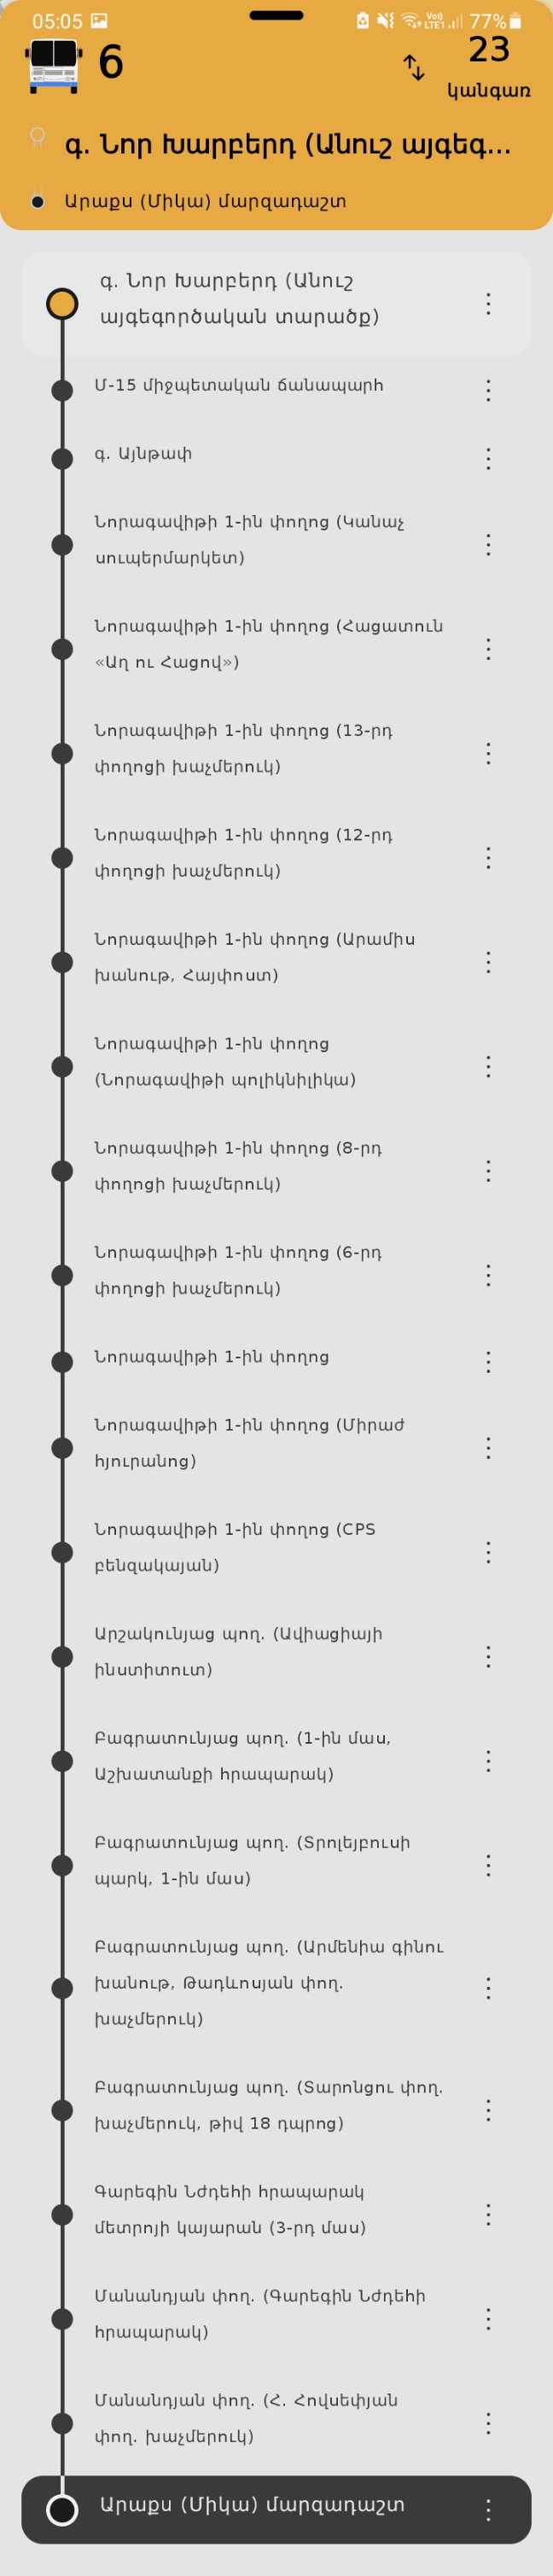 05:05
Vo)) LTE1
77%
6
23
կանգառ
գ. Նոր Խարբերդ (Անուշ այգեգ...
Արաքս (Միկա) մարզադաշտ
գ. Նոր Խարբերդ (Անուշ
այգեգործական տարածք)
Մ-15 միջպետական ճանապարհ
գ. Այնթափ
Նորագավիթի 1-ին փողոց (Կանաչ
սուպերմարկետ)
Նորագավիթի 1-ին փողոց (Հացատուն
«Աղ ու Հացով»)
Նորագավիթի 1-ին փողոց (13-րդ
փողոցի խաչմերուկ)
Նորագավիթի 1-ին փողոց (12-րդ
փողոցի խաչմերուկ)
Նորագավիթի 1-ին փողոց (Արամիս
խանութ, Հայփոստ)
Նորագավիթի 1-ին փողոց
(Նորագավիթի պոլիկնիլիկա)
Նորագավիթի 1-ին փողոց (8-րդ
փողոցի խաչմերուկ)
Նորագավիթի 1-ին փողոց (6-րդ
փողոցի խաչմերուկ)
Նորագավիթի 1-ին փողոց
Նորագավիթի 1-ին փողոց (Միրաժ
հյուրանոց)
Նորագավիթի 1-ին փողոց (CPS
բենզակայան)
Արշակունյաց պող. (Ավիացիայի
ինստիտուտ)
Բագրատունյաց պող. (1-ին մաս,
Աշխատանքի հրապարակ)
Բագրատունյաց պող. (Տրոլեյբուսի
պարկ, 1-ին մաս)
Բագրատունյաց պող. (Արմենիա գինու
խանութ, Թադևոսյան փող.
խաչմերուկ)
Բագրատունյաց պող. (Տարոնցու փող.
խաչմերուկ, թիվ 18 դպրոց)
Գարեգին Նժդեհի հրապարակ
մետրոյի կայարան (3-րդ մաս)
Մանանդյան փող. (Գարեգին Նժդեհի
հրապարակ)
Մանանդյան փող. (Հ. Հովսեփյան
փող. խաչմերուկ)
Արաքս (Միկա) մարզադաշտ